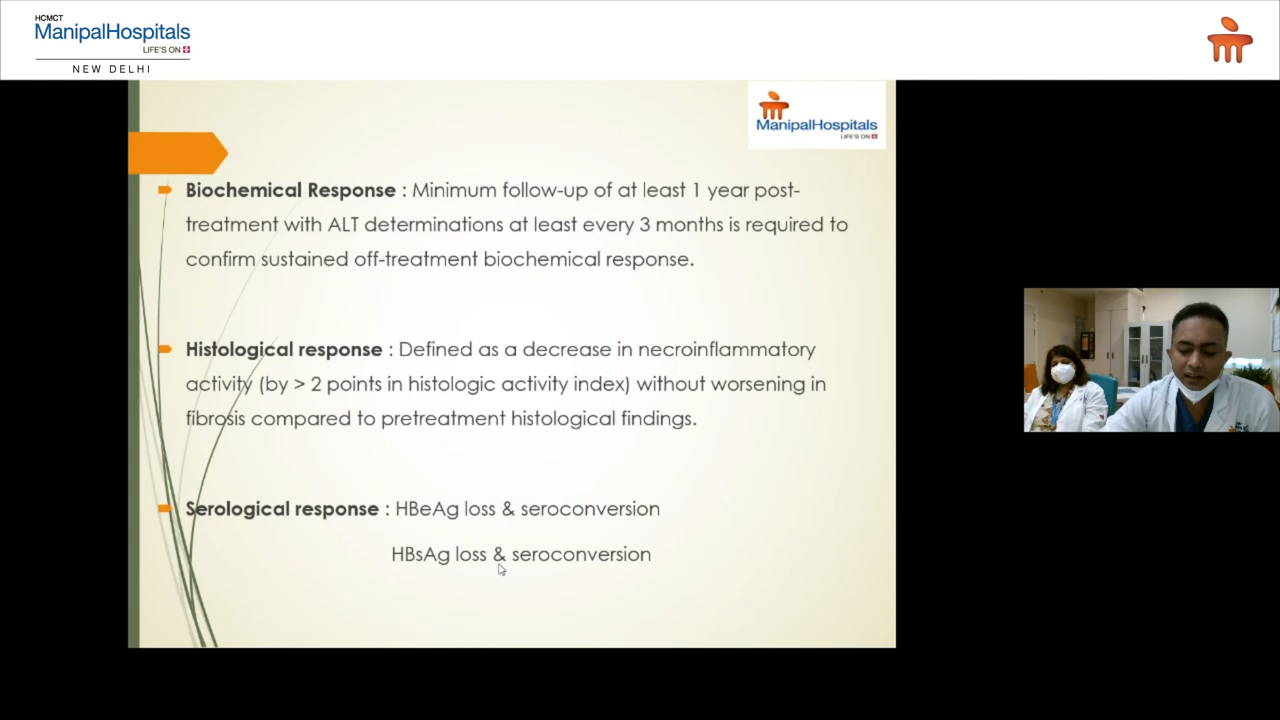 HCMCT
ManipalHospitals
LIFE'S ON
NEW DELHI
ManipalHospitals
LIFE'S ON
Biochemical Response : Minimum follow-up of at least 1 year post-
treatment with ALT determinations at least every 3 months is required to
confirm sustained off-treatment biochemical response.
Histological response : Defined as a decrease in necroinflammatory
activity (by > 2 points in histologic activity index) without worsening in
fibrosis compared to pretreatment histological findings.
Serological response : HBeAg loss & seroconversion
HBsAg loss & seroconversion